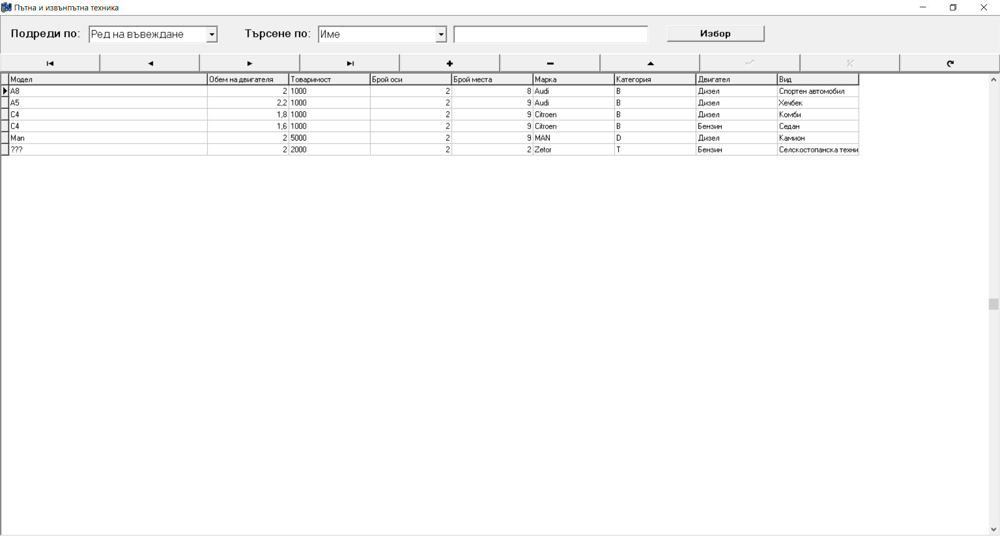 Пътна и извънпътна техника
Подреди по: Ред на въвеждане Търсене по: Име Избор
Модел Обем на двигателя Товаримост Брой оси Брой места Марка Категория Двигател Вид
A8 2 1000 2 8 Audi B Дизел Спортен автомобил
A5 2,2 1000 2 9 Audi B Дизел Хечбек
C4 1,8 1000 2 9 Citroen B Дизел Комби
C4 1,6 1000 2 9 Citroen B Бензин Седан
Man 2 5000 2 9 MAN D Дизел Камион
??? 2 2000 2 2 Zetor T Бензин Селскостопанска техни